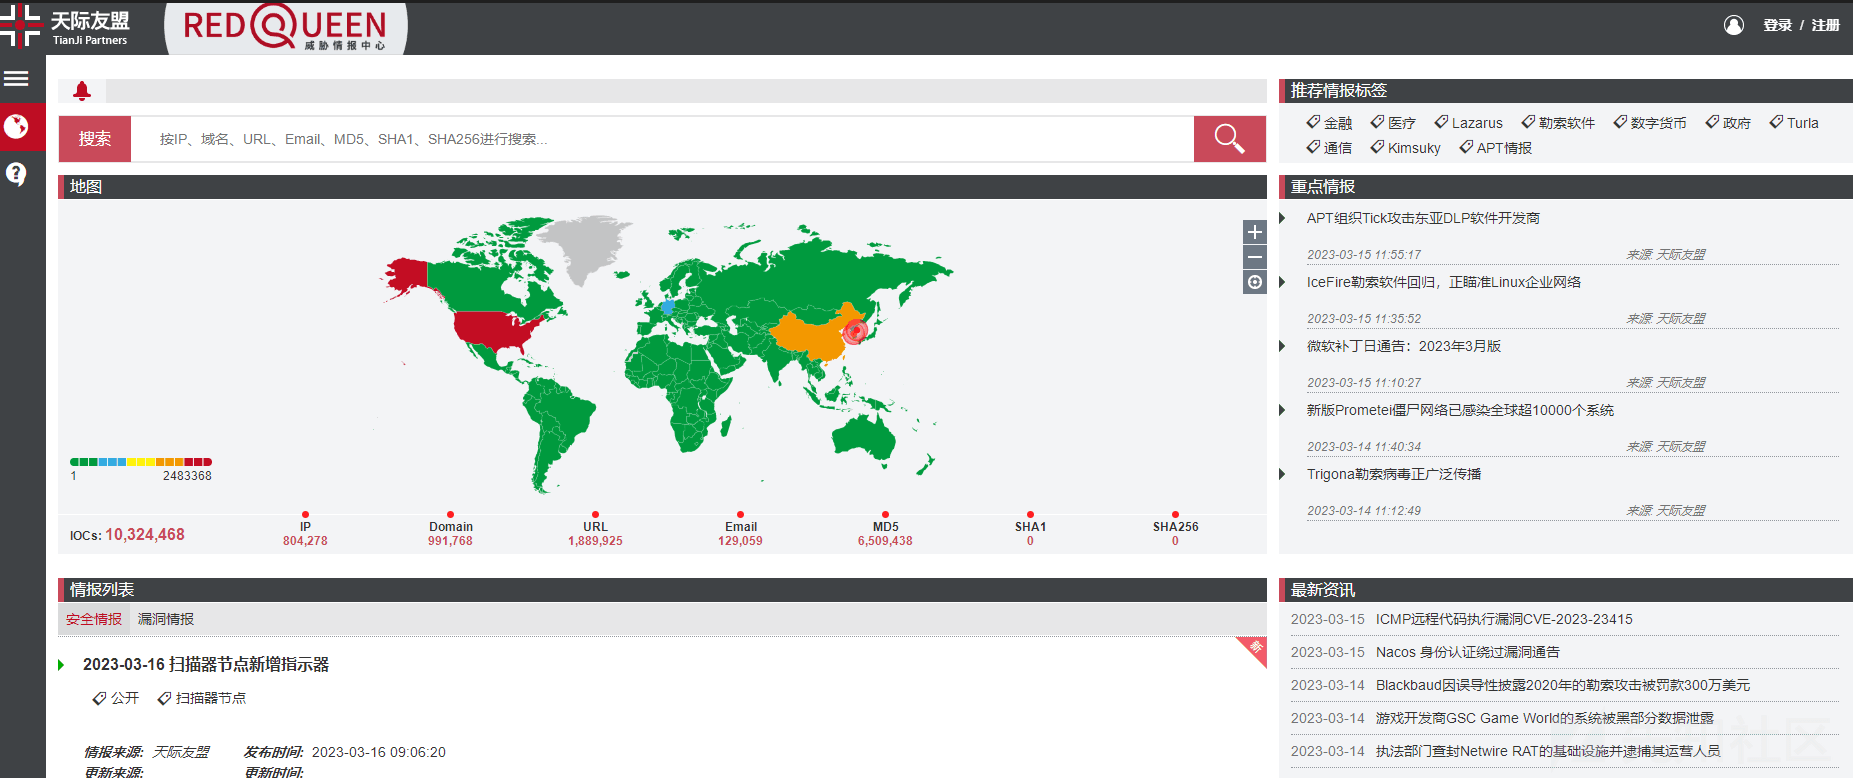 天际友盟
TianJi Partners
RED QUEEN
威胁情报中心
登录 / 注册
搜索 按IP、域名、URL、Email、MD5、SHA1、SHA256进行搜索...
地图
1 2483368
IOCs: 10,324,468
IP Domain URL Email MD5 SHA1 SHA256
804,278 991,768 1,889,925 129,059 6,509,438 0 0
情报列表
安全情报 漏洞情报
新
2023-03-16 扫描器节点新增指示器
公开 扫描器节点
情报来源: 天际友盟 发布时间: 2023-03-16 09:06:20
更新来源: 更新时间:
推荐情报标签
金融 医疗 Lazarus 勒索软件 数字货币 政府 Turla
通信 Kimsuky APT情报
重点情报
APT组织Tick攻击东亚DLP软件开发商
2023-03-15 11:55:17 来源: 天际友盟
IceFire勒索软件回归，正瞄准Linux企业网络
2023-03-15 11:35:52 来源: 天际友盟
微软补丁日通告：2023年3月版
2023-03-15 11:10:27 来源: 天际友盟
新版Prometei僵尸网络已感染全球超10000个系统
2023-03-14 11:40:34 来源: 天际友盟
Trigona勒索病毒正广泛传播
2023-03-14 11:12:49 来源: 天际友盟
最新资讯
2023-03-15 ICMP远程代码执行漏洞CVE-2023-23415
2023-03-15 Nacos 身份认证绕过漏洞通告
2023-03-14 Blackbaud因误导性披露2020年的勒索攻击被罚款300万美元
2023-03-14 游戏开发商GSC Game World的系统被黑部分数据泄露
2023-03-14 执法部门查封Netwire RAT的基础设施并逮捕其运营人员